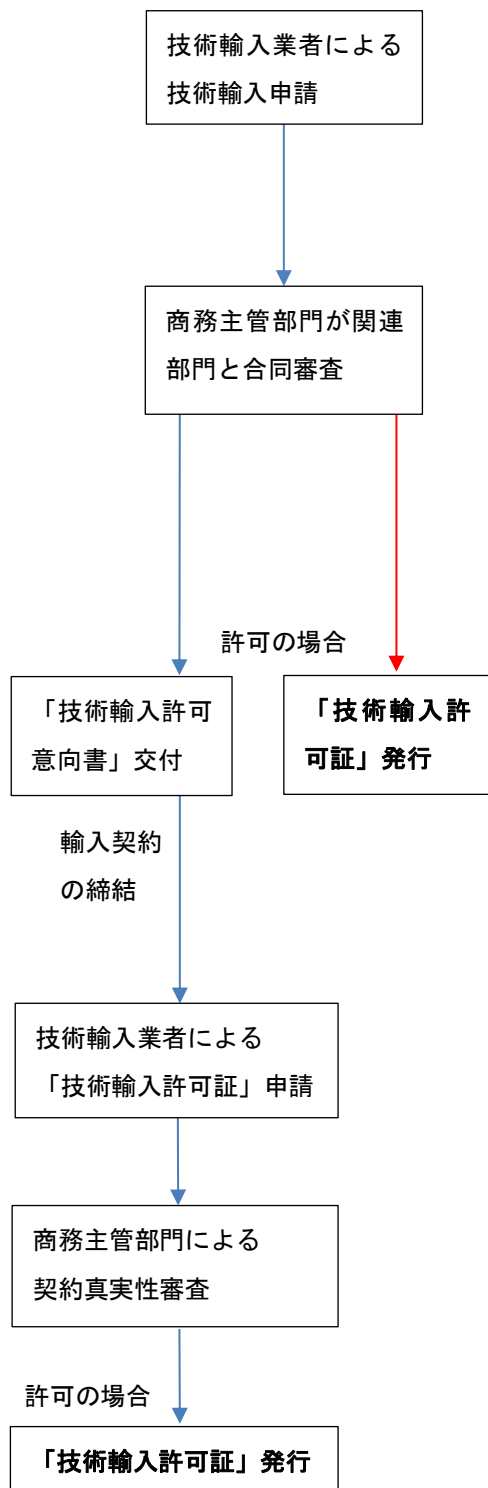 技術輸入業者による
技術輸入申請
商務主管部門が関連
部門と合同審査
許可の場合
「技術輸入許可
意向書」交付
「技術輸入許
可証」発行
輸入契約
の締結
技術輸入業者による
「技術輸入許可証」申請
商務主管部門による
契約真実性審査
許可の場合
「技術輸入許可証」発行